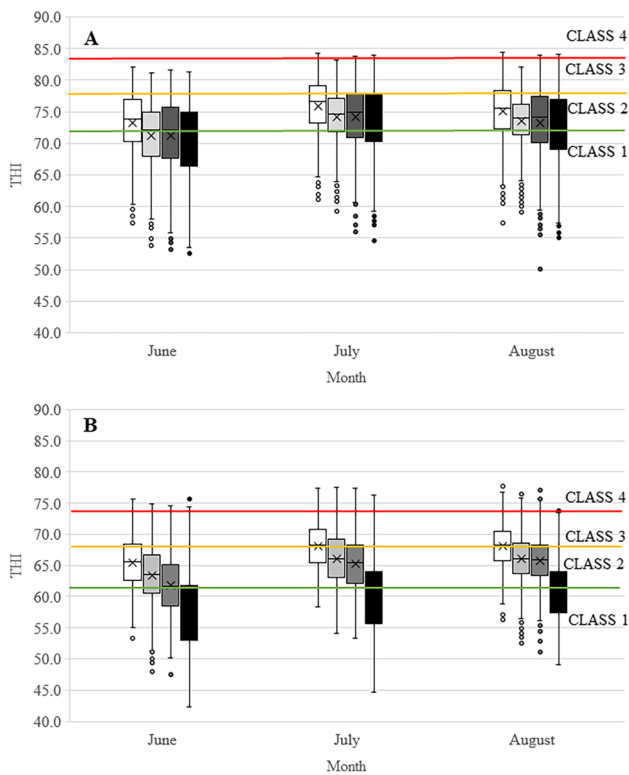 90.0
A
CLASS 4
85.0
CLASS 3
80.0
CLASS 2
75.0
70.0
CLASS 1
65.0
60.0
55.0
50.0
45.0
40.0
THI
June July August
Month
90.0
B
85.0
80.0
75.0
CLASS 4
70.0
CLASS 3
65.0
CLASS 2
60.0
CLASS 1
55.0
50.0
45.0
40.0
THI
June July August
Month